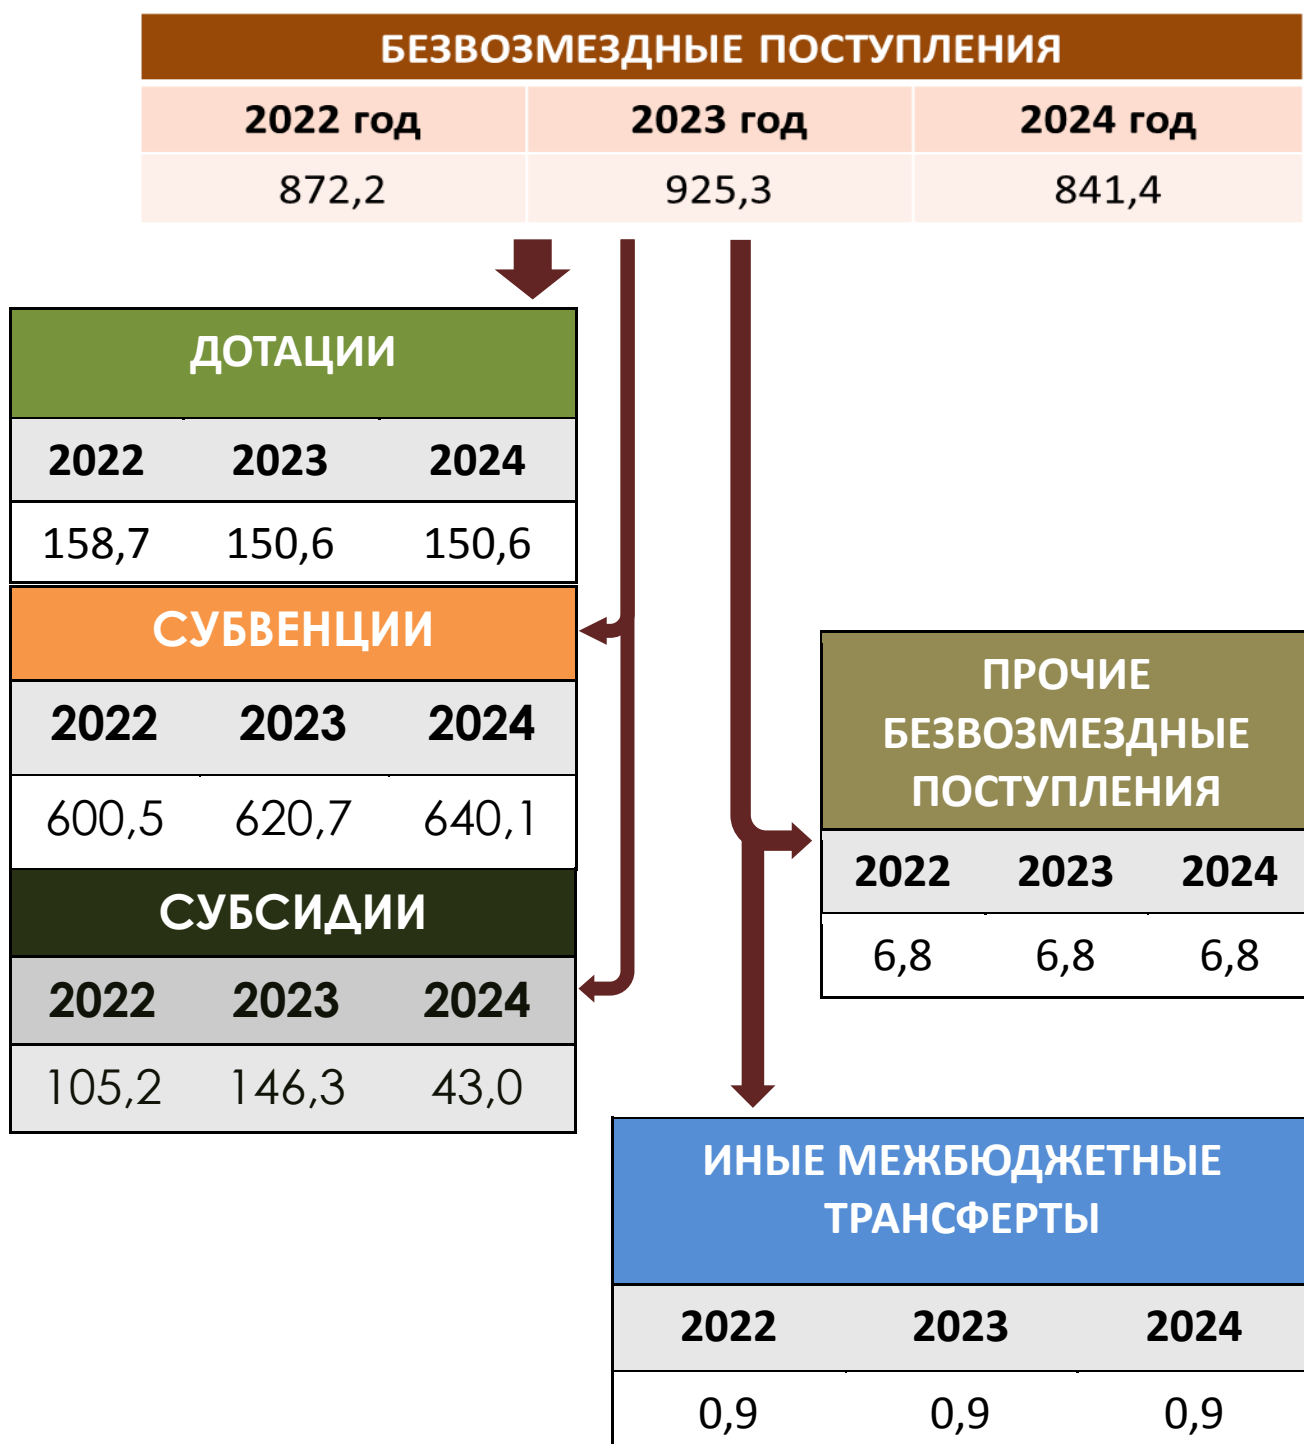 БЕЗВОЗМЕЗДНЫЕ ПОСТУПЛЕНИЯ
2022 год 2023 год 2024 год
872,2 925,3 841,4
ДОТАЦИИ
2022 2023 2024
158,7 150,6 150,6
СУБВЕНЦИИ
2022 2023 2024
600,5 620,7 640,1
СУБСИДИИ
2022 2023 2024
105,2 146,3 43,0
ПРОЧИЕ
БЕЗВОЗМЕЗДНЫЕ
ПОСТУПЛЕНИЯ
2022 2023 2024
6,8 6,8 6,8
ИНЫЕ МЕЖБЮДЖЕТНЫЕ
ТРАНСФЕРТЫ
2022 2023 2024
0,9 0,9 0,9